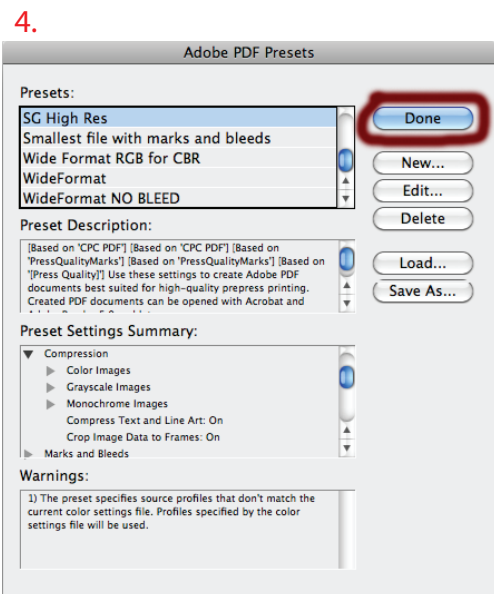 4.
Adobe PDF Presets
Presets:
SG High Res
Smallest file with marks and bleeds
Wide Format RGB for CBR
WideFormat
WideFormat NO BLEED
Done
New...
Edit...
Delete
Load...
Save As...
Preset Description:
[Based on 'CPC PDF'] [Based on 'CPC PDF'] [Based on
'PressQualityMarks'] [Based on 'PressQualityMarks'] [Based on
'[Press Quality]'] Use these settings to create Adobe PDF
documents best suited for high-quality prepress printing.
Created PDF documents can be opened with Acrobat and
Preset Settings Summary:
Compression
Color Images
Grayscale Images
Monochrome Images
Compress Text and Line Art: On
Crop Image Data to Frames: On
Marks and Bleeds
Warnings:
1) The preset specifies source profiles that don't match the
current color settings file. Profiles specified by the color
settings file will be used.